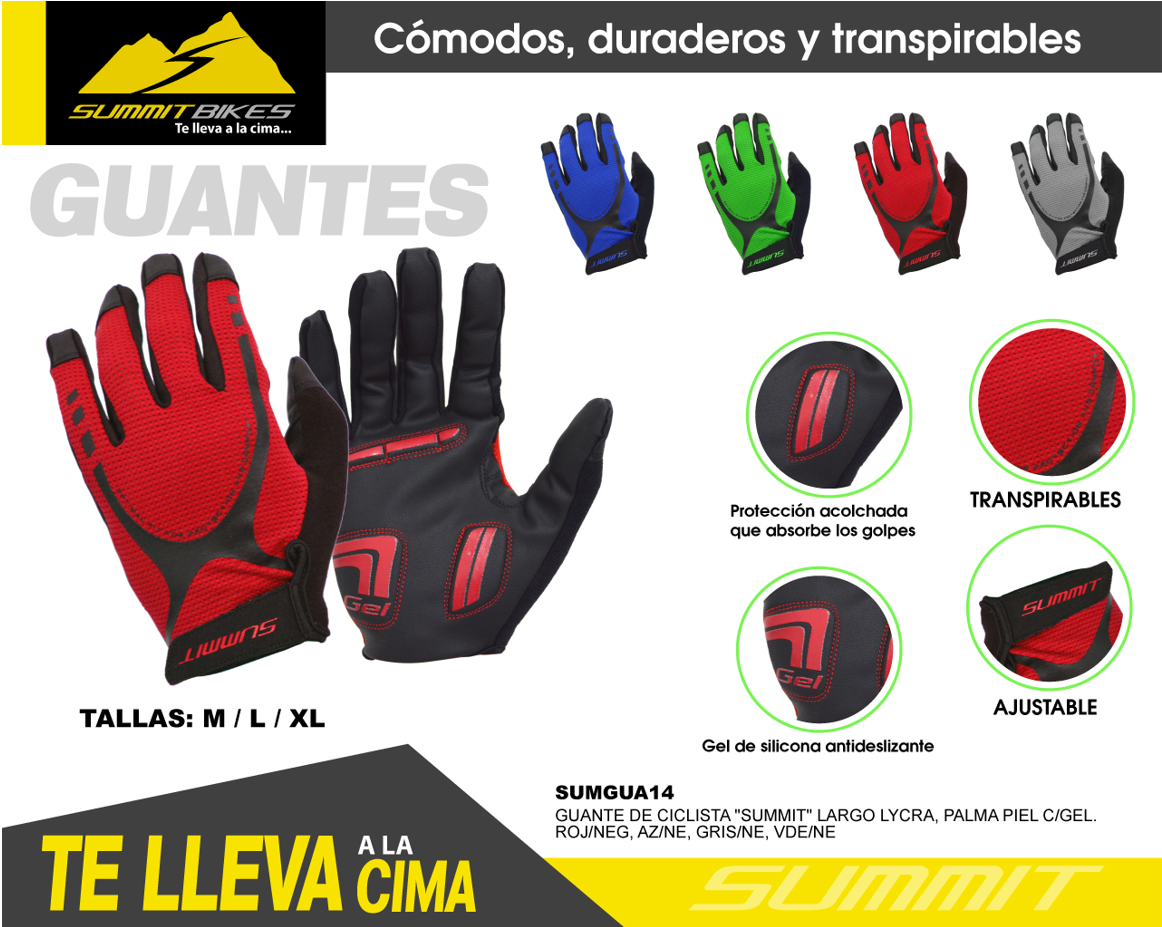 SUMMIT BIKES
Te lleva a la cima...
Cómodos, duraderos y transpirables
GUANTES
SUMMIT
SUMMIT
SUMMIT
SUMMIT
SUMMIT
Gel
TALLAS: M / L / XL
Protección acolchada
que absorbe los golpes
TRANSPIRABLES
Gel
Gel de silicona antideslizante
SUMMIT
AJUSTABLE
SUMGUA14
GUANTE DE CICLISTA "SUMMIT" LARGO LYCRA, PALMA PIEL C/GEL.
ROJ/NEG, AZ/NE, GRIS/NE, VDE/NE
TE LLEVA A LA CIMA
SUMMIT